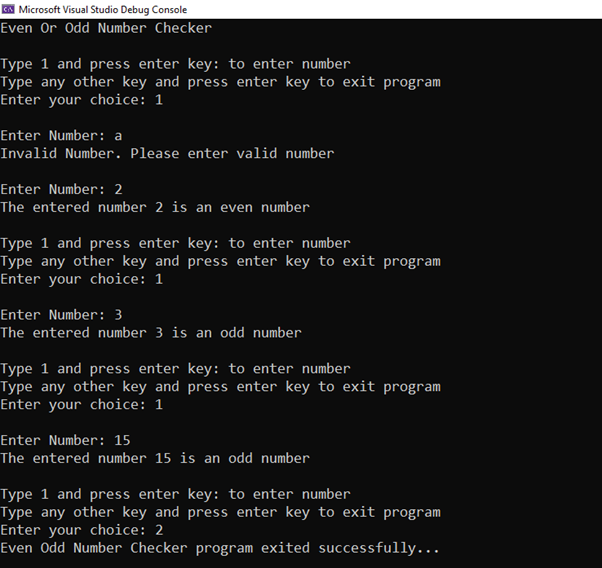 Microsoft Visual Studio Debug Console
Even Or Odd Number Checker
Type 1 and press enter key: to enter number
Type any other key and press enter key to exit program
Enter your choice: 1
Enter Number: a
Invalid Number. Please enter valid number
Enter Number: 2
The entered number 2 is an even number
Type 1 and press enter key: to enter number
Type any other key and press enter key to exit program
Enter your choice: 1
Enter Number: 3
The entered number 3 is an odd number
Type 1 and press enter key: to enter number
Type any other key and press enter key to exit program
Enter your choice: 1
Enter Number: 15
The entered number 15 is an odd number
Type 1 and press enter key: to enter number
Type any other key and press enter key to exit program
Enter your choice: 2
Even Odd Number Checker program exited successfully...